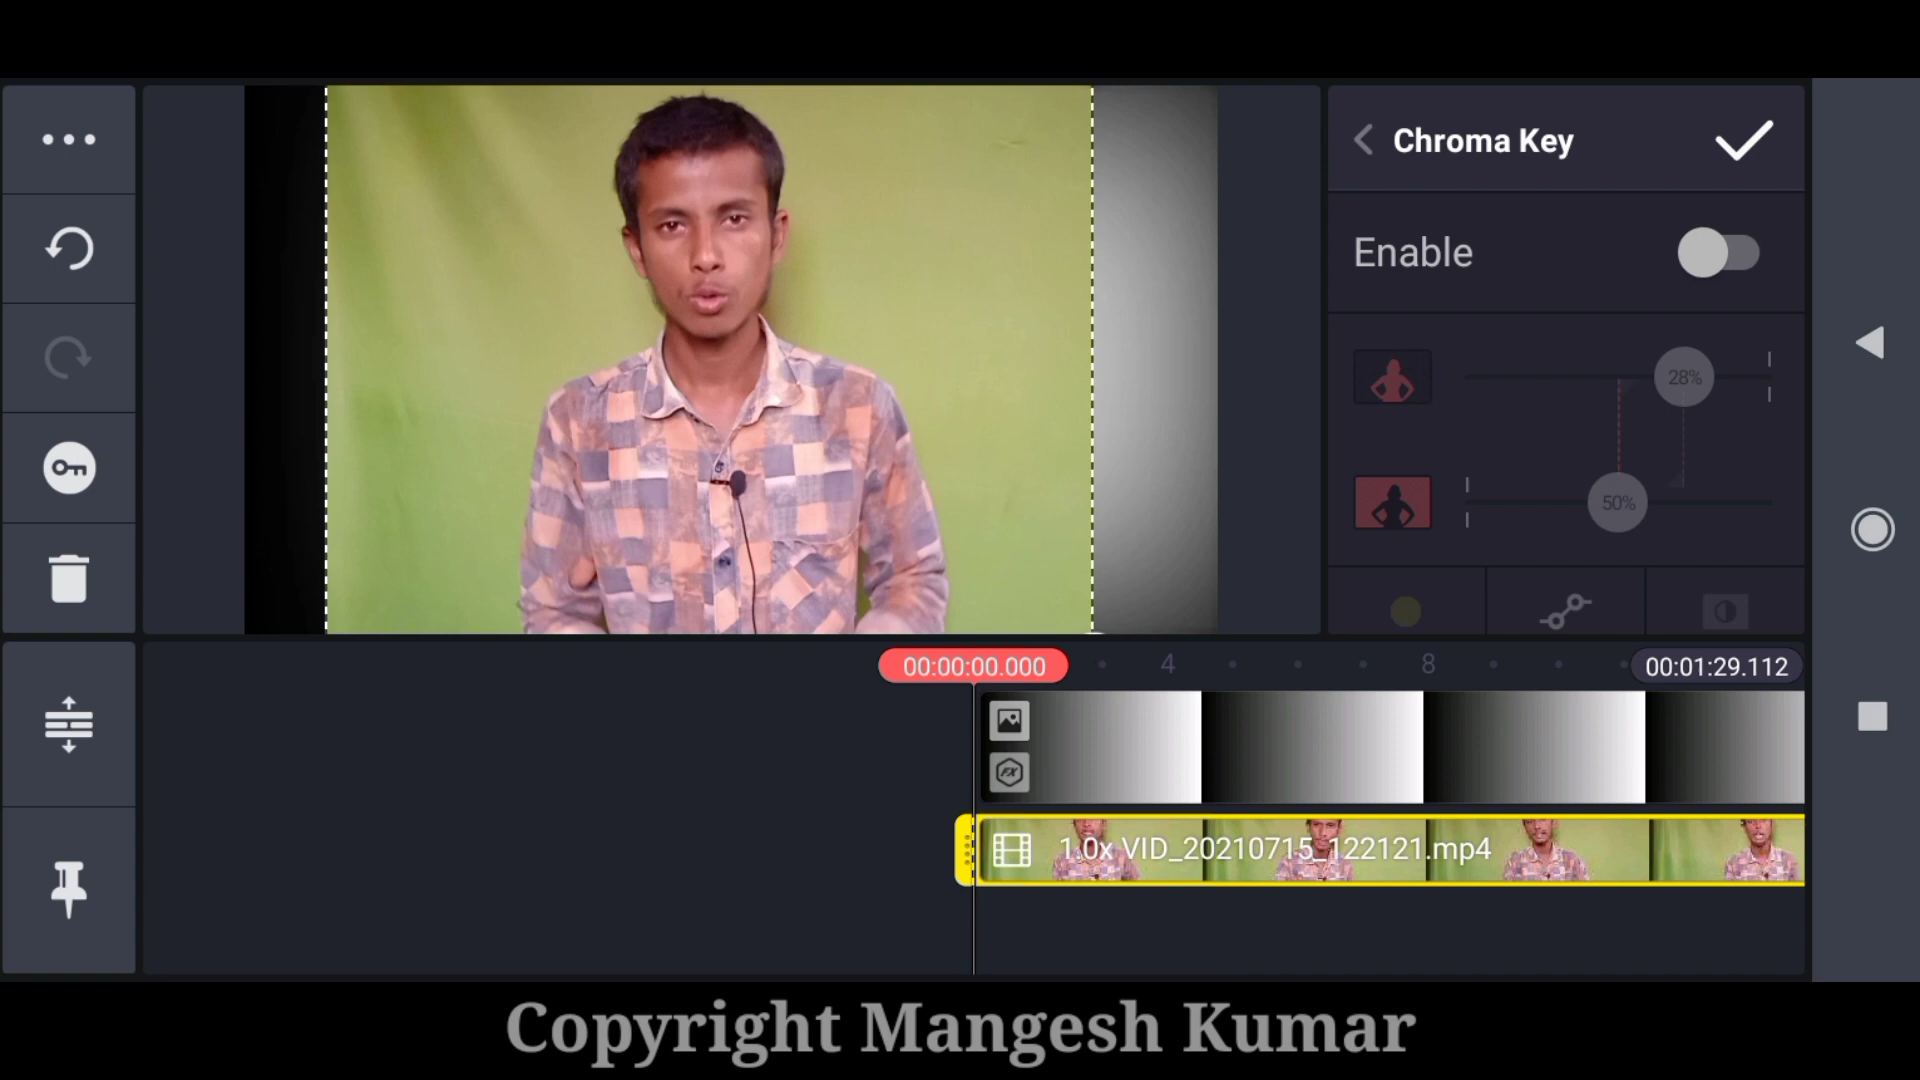 Chroma Key
Enable
28%
50%
00:00:00.000
4
8
00:01:29.112
FX
1.0x VID_20210715_122121.mp4
Copyright Mangesh Kumar